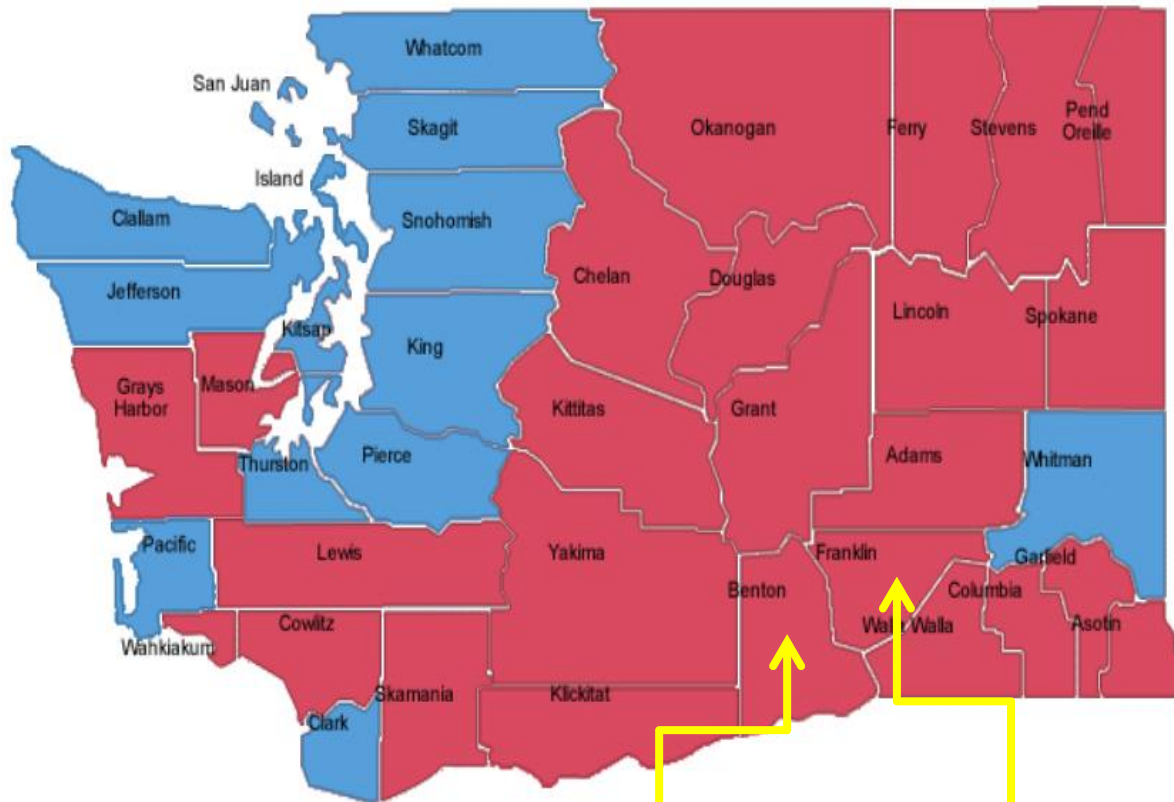 Whatcom
San Juan
Skagit
Okanogan
Ferry
Stevens
Pend
Oreille
Island
Clallam
Snohomish
Jefferson
Chelan
Douglas
Lincoln
Spokane
Kitsap
King
Grays
Harbor
Mason
Kittitas
Grant
Thurston
Pierce
Adams
Whitman
Pacific
Lewis
Yakima
Franklin
Garfield
Benton
Columbia
Wahkiakum
Cowlitz
Walla Walla
Asotin
Skamania
Klickitat
Clark